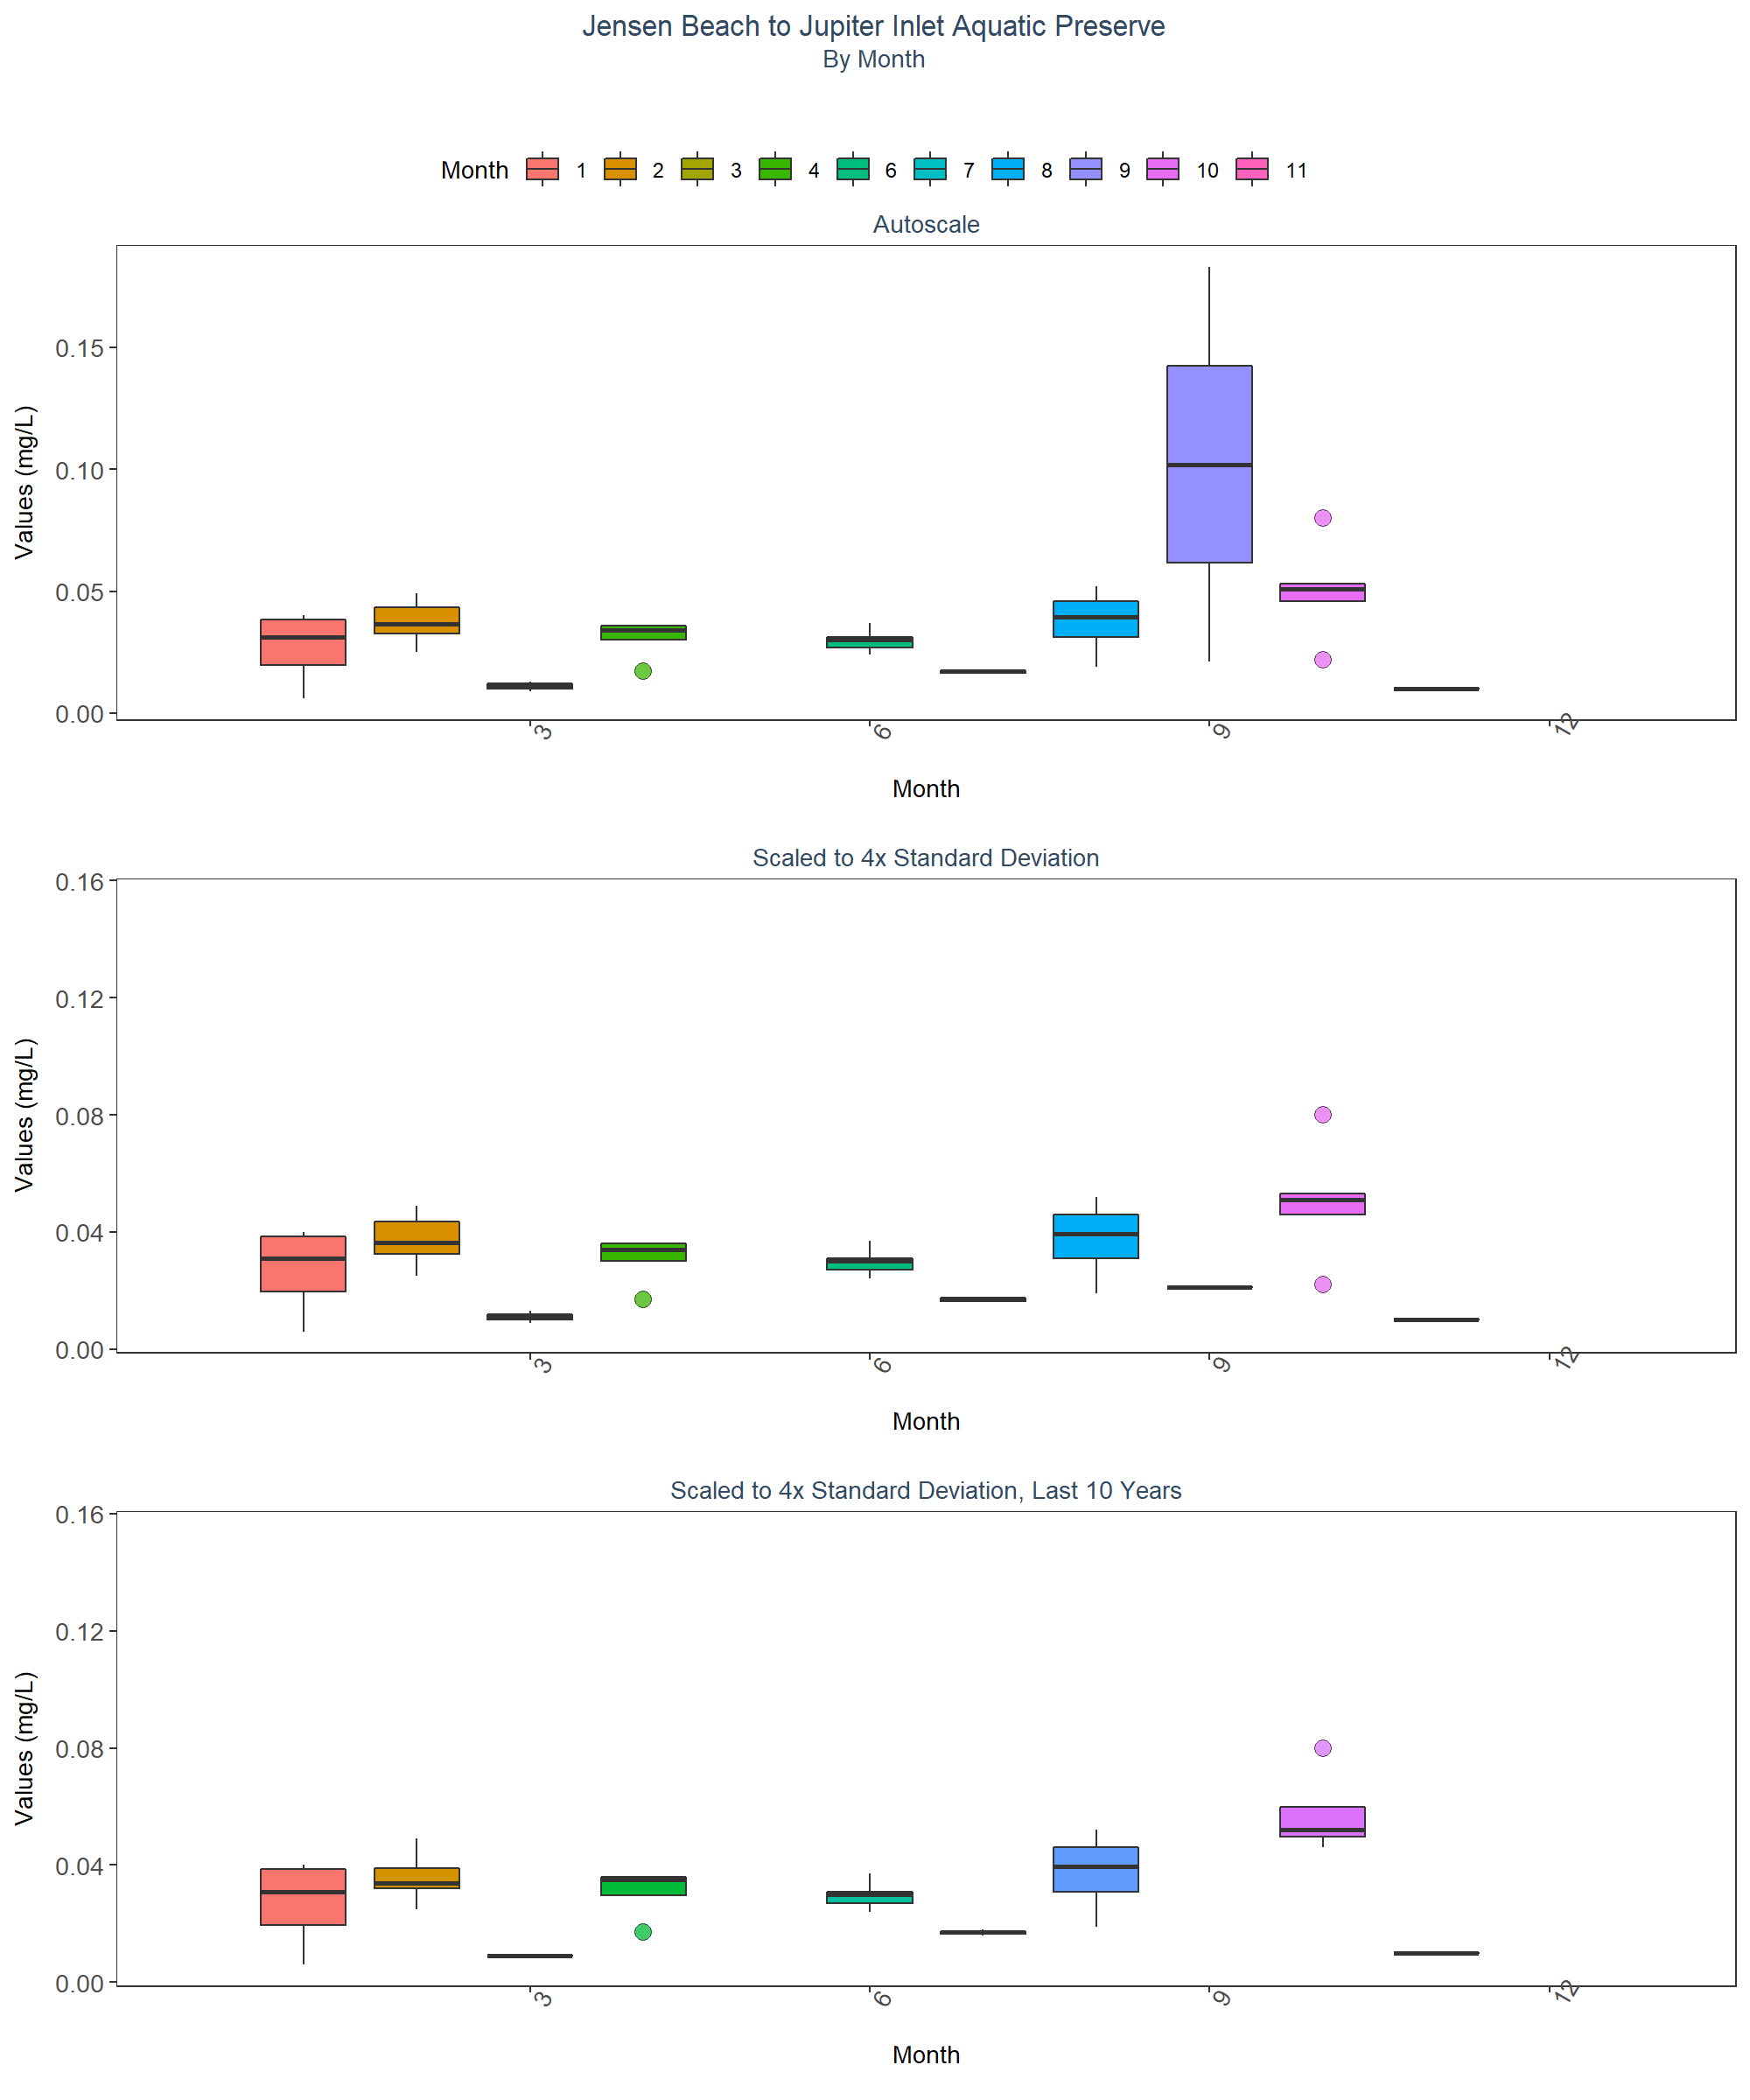 Jensen Beach to Jupiter Inlet Aquatic Preserve
By Month
Month 1 2 3 4 6 7 8 9 10 11
Autoscale
Values (mg/L)
0.15
0.10
0.05
0.00
3 6 9 12
Month
Scaled to 4x Standard Deviation
Values (mg/L)
0.16
0.12
0.08
0.04
0.00
3 6 9 12
Month
Scaled to 4x Standard Deviation, Last 10 Years
Values (mg/L)
0.16
0.12
0.08
0.04
0.00
3 6 9 12
Month